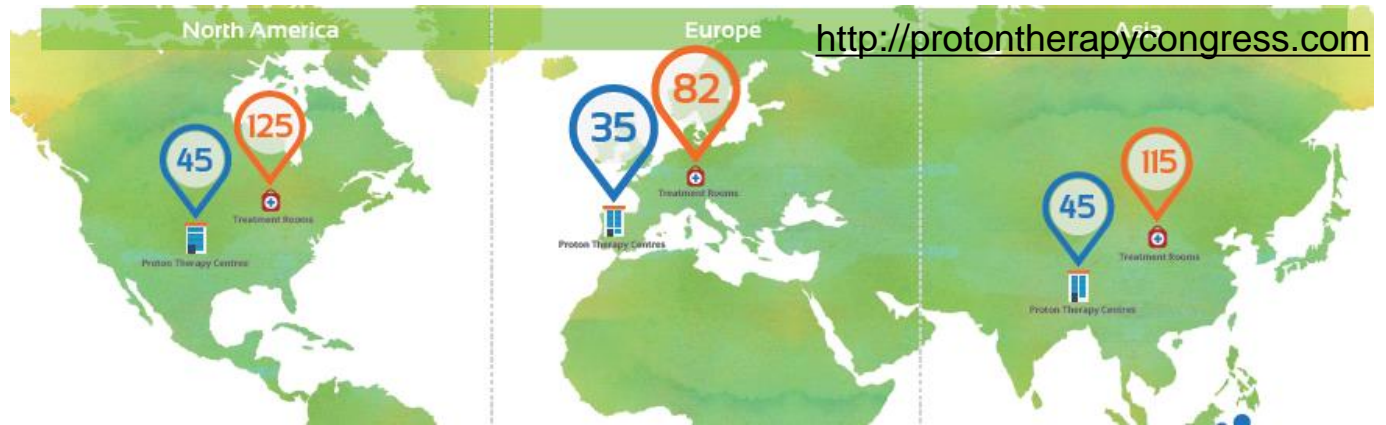 North America
Europe
Asia
http://protontherapycongress.com
125
45
Treatment Rooms
Proton Therapy Centres
82
35
Treatment Rooms
Proton Therapy Centres
115
45
Treatment Rooms
Proton Therapy Centres